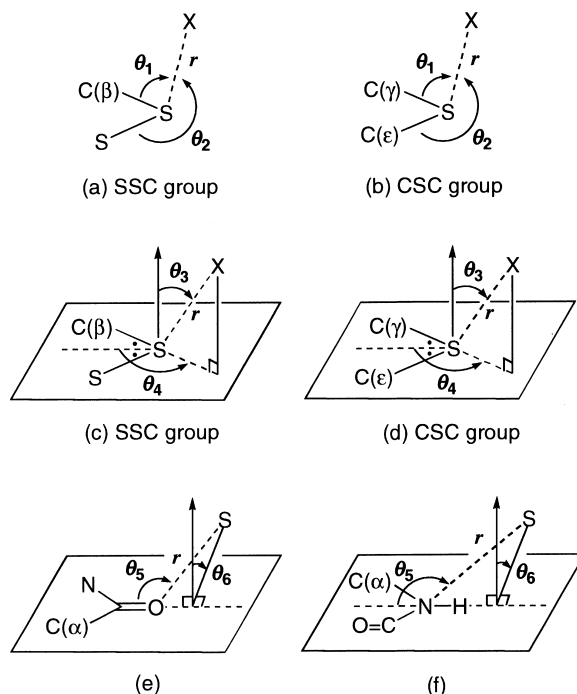 X X
θ1 r θ1 r
C(β) C(γ)
S S
S C(ε)
θ2 θ2
(a) SSC group (b) CSC group
θ3 X θ3 X
r r
C(β) C(γ)
S S
S C(ε)
θ4 θ4
(c) SSC group (d) CSC group
S S
θ5 r r
θ6 C(α) θ5 θ6
N
O N H
C(α) O=C
(e) (f)